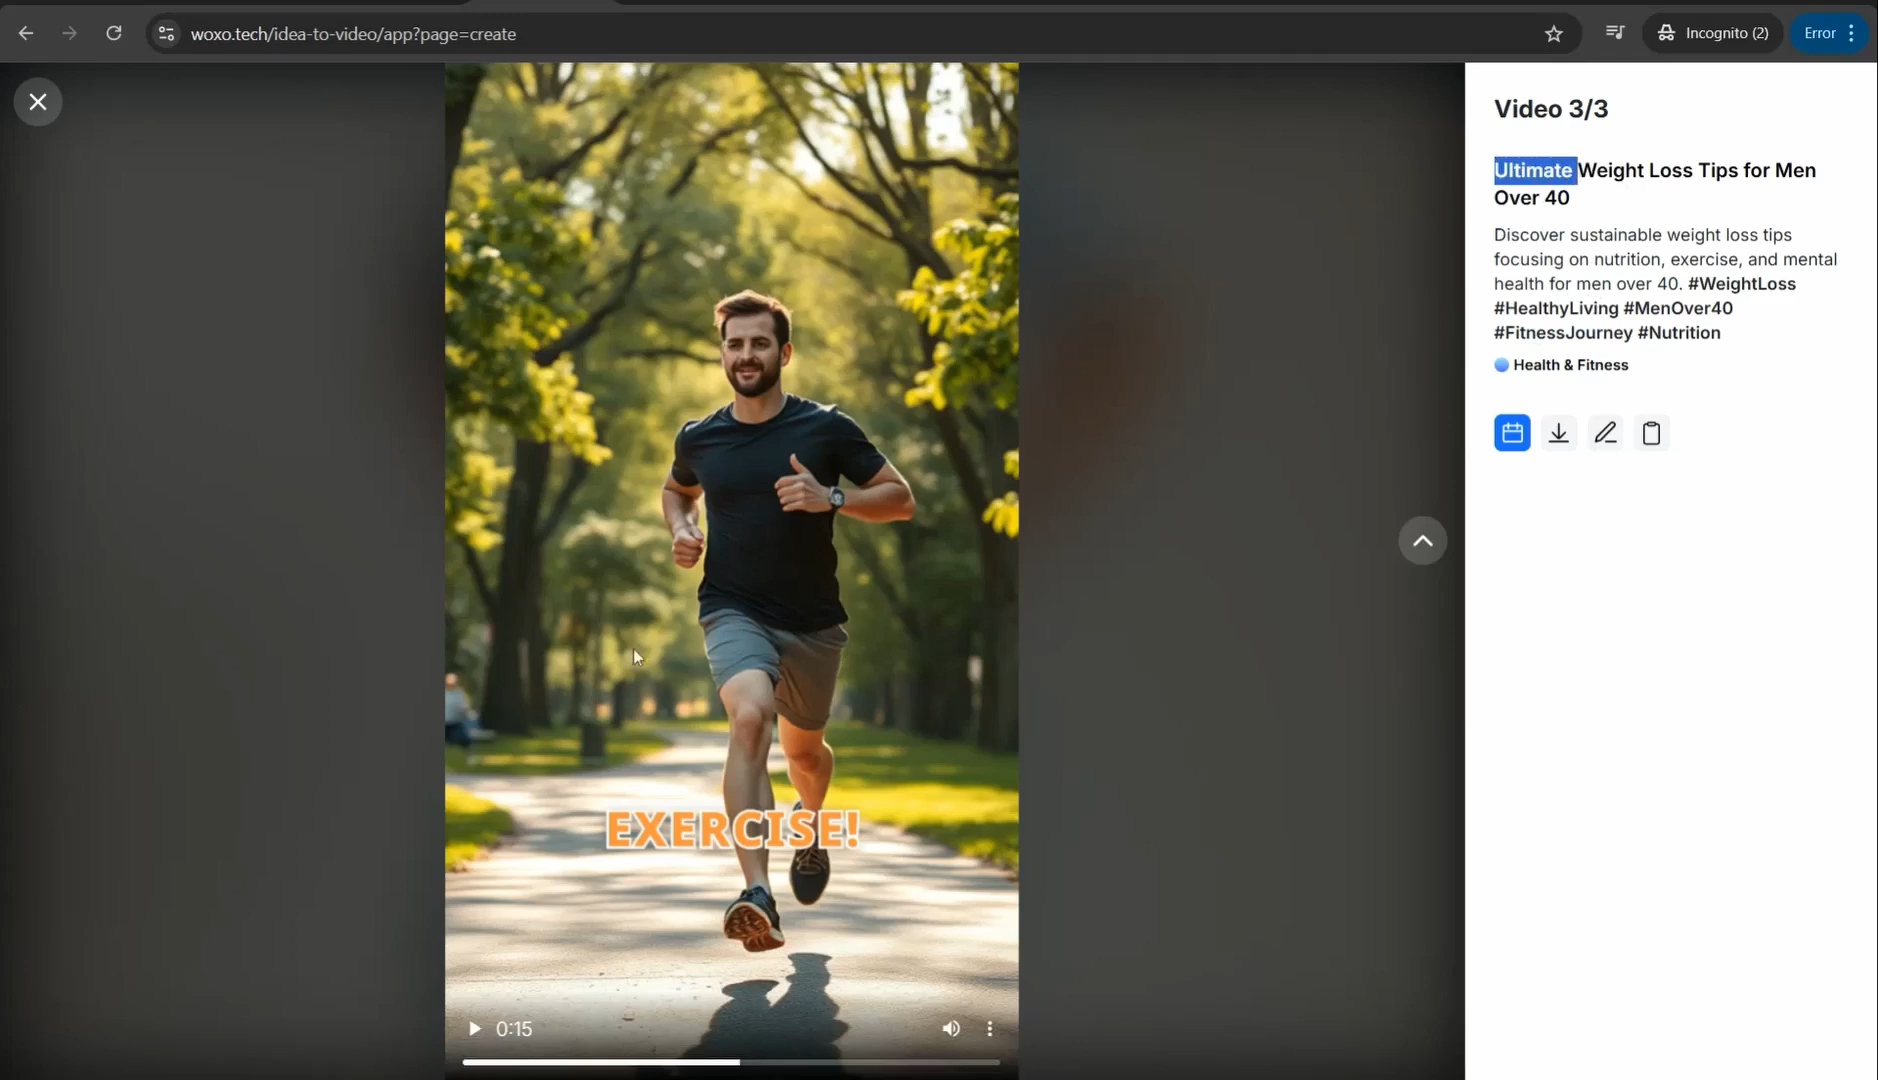 woxo.tech/idea-to-video/app?page=create
Incognito (2)
Error
Video 3/3
Ultimate Weight Loss Tips for Men
Over 40
Discover sustainable weight loss tips
focusing on nutrition, exercise, and mental
health for men over 40. #WeightLoss
#HealthyLiving #MenOver40
#FitnessJourney #Nutrition
Health & Fitness
EXERCISE!
0:15